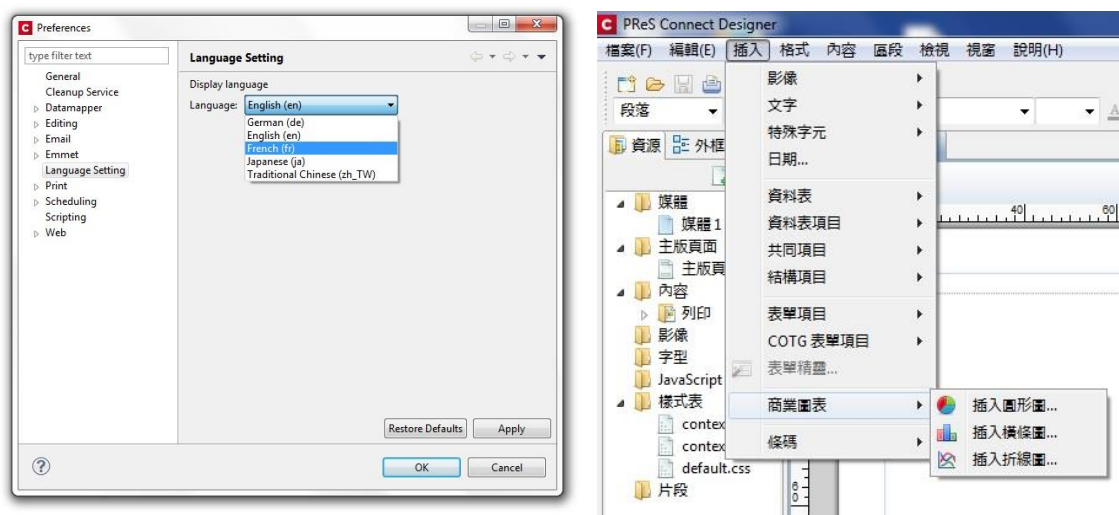 Preferences
type filter text
General
Cleanup Service
Datamapper
Editing
Email
Emmet
Language Setting
Print
Scheduling
Scripting
Web
Language Setting
Display language
Language: English (en)
German (de)
English (en)
French (fr)
Japanese (ja)
Traditional Chinese (zh_TW)
Restore Defaults
Apply
OK
Cancel
PReS Connect Designer
檔案(F) 編輯(E) 插入 格式 內容 區段 檢視 視窗 說明(H)
段落
資源 外框
媒體
媒體 1
主版頁面
主版頁
內容
列印
影像
字型
JavaScript
樣式表
contex
contex
default.css
片段
影像
文字
特殊字元
日期...
資料表
資料表項目
共同項目
結構項目
表單項目
COTG 表單項目
表單精靈...
商業圖表
條碼
插入圓形圖...
插入橫條圖...
插入折線圖...
40 60